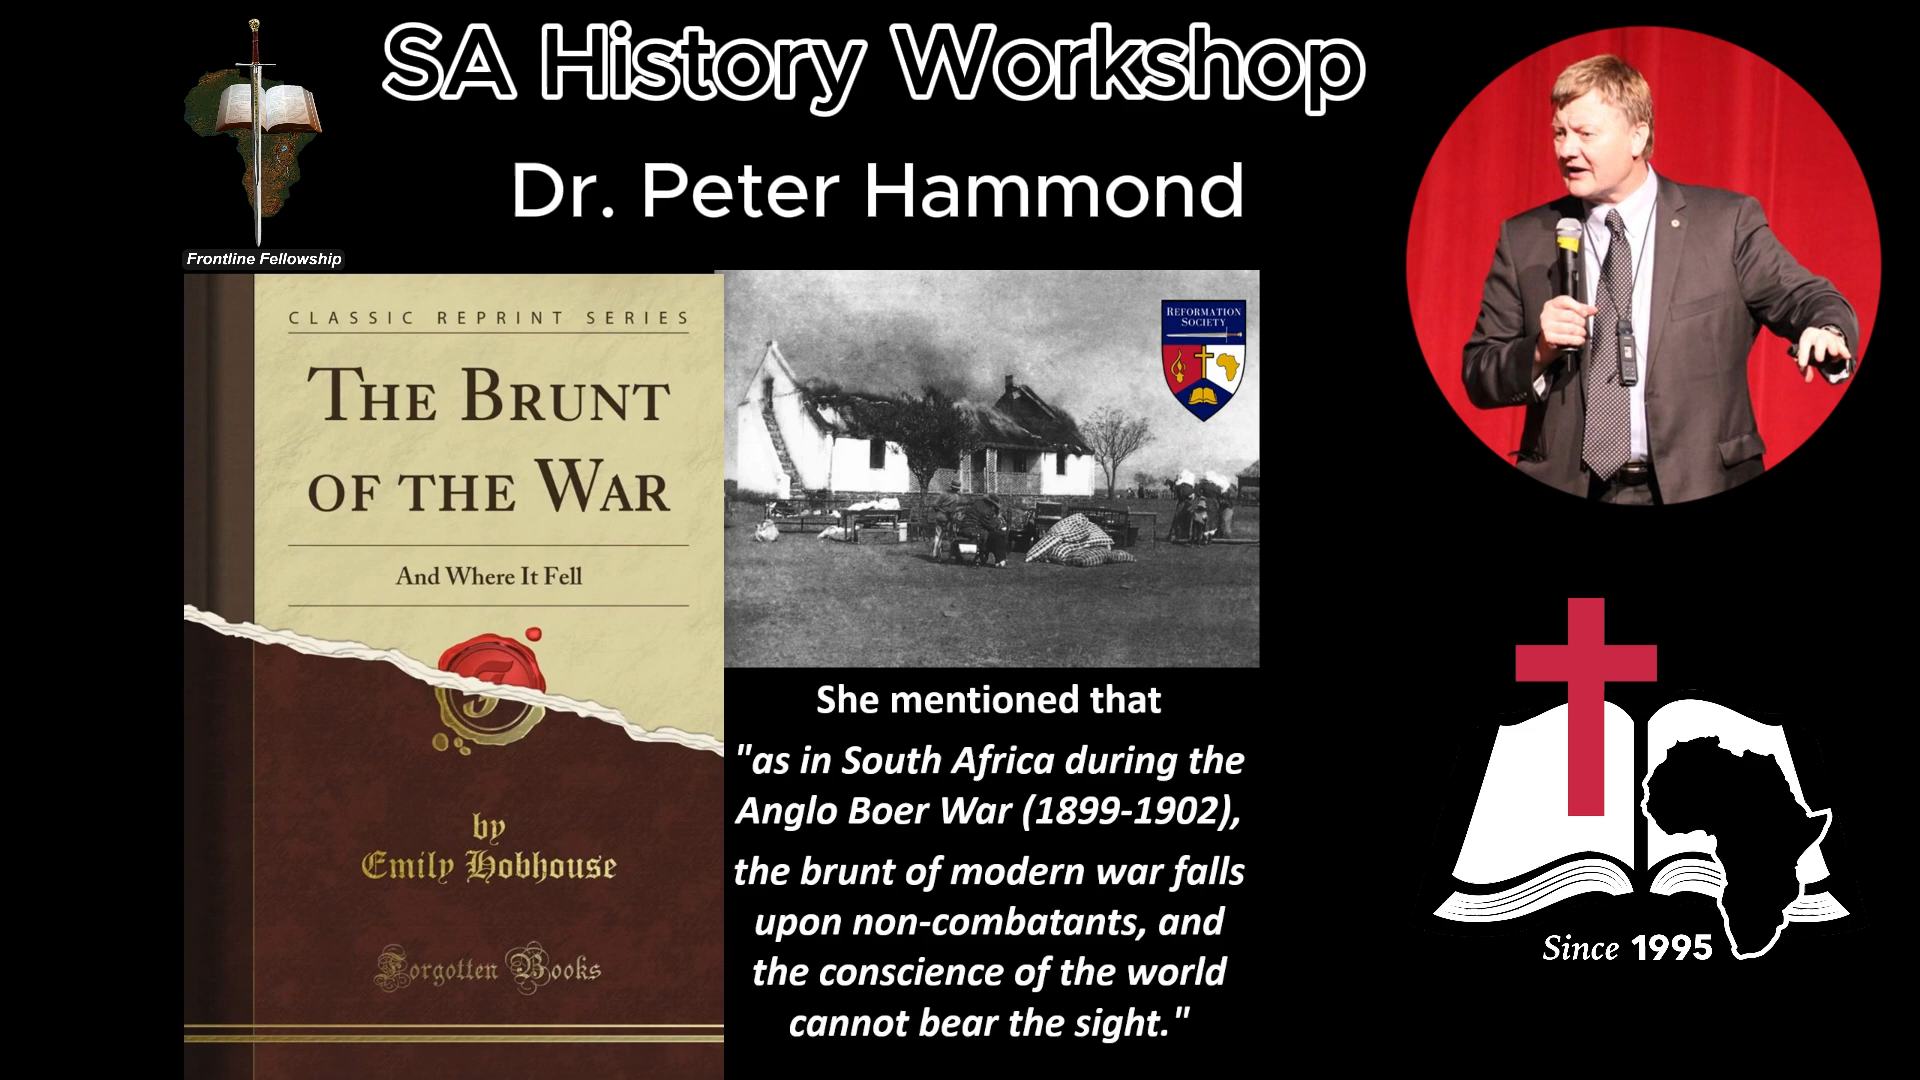 SA History Workshop
Dr. Peter Hammond
Frontline Fellowship
CLASSIC REPRINT SERIES
THE BRUNT
OF THE WAR
And Where It Fell
by
Emily Hobhouse
Forgotten Books
REFORMATION
SOCIETY
She mentioned that
"as in South Africa during the
Anglo Boer War (1899-1902),
the brunt of modern war falls
upon non-combatants, and
the conscience of the world
cannot bear the sight."
Since 1995